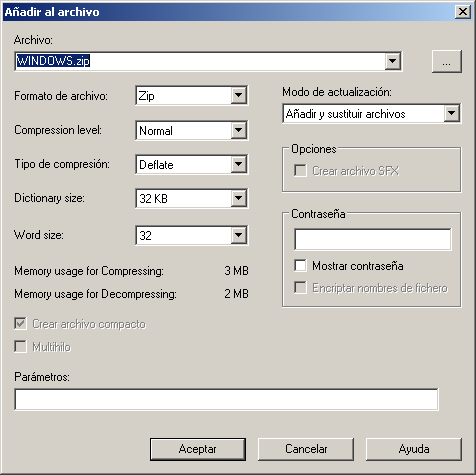 Añadir al archivo
Archivo:
WINDOWS.zip
...
Formato de archivo: Zip
Modo de actualización:
Añadir y sustituir archivos
Compression level: Normal
Opciones
Tipo de compresión: Deflate
Crear archivo SFX
Dictionary size: 32 KB
Contraseña
Word size: 32
Mostrar contraseña
Memory usage for Compressing: 3 MB
Encriptar nombres de fichero
Memory usage for Decompressing: 2 MB
Crear archivo compacto
Multihilo
Parámetros:
Aceptar Cancelar Ayuda